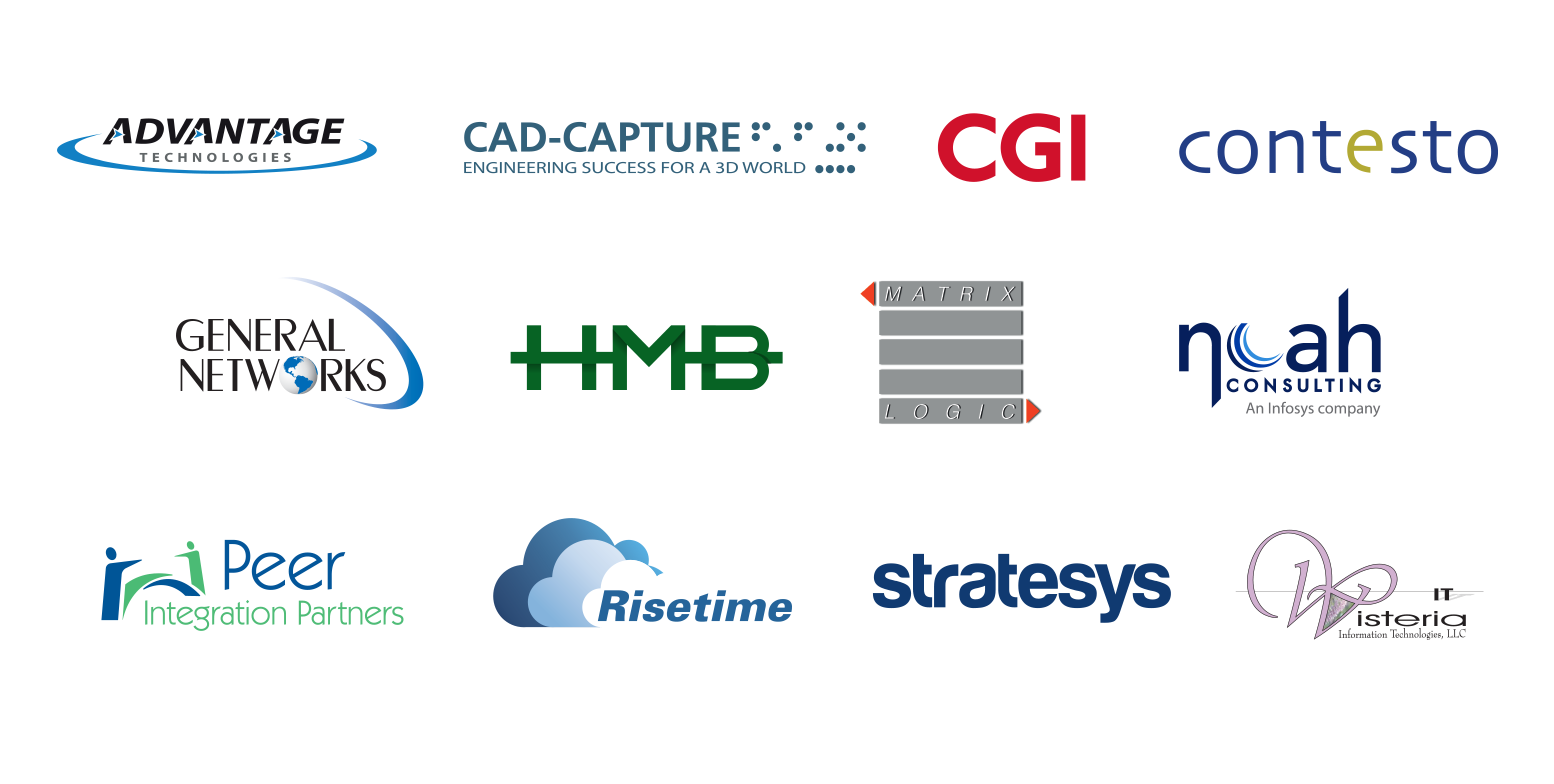 ADVANTAGE
TECHNOLOGIES
CAD-CAPTURE
ENGINEERING SUCCESS FOR A 3D WORLD
CGI
contesto
GENERAL
NETWORKS
HMB
MATRIX
LOGIC
noah
CONSULTING
An Infosys company
Peer
Integration Partners
Risetime
stratesys
Wisteria IT
Information Technologies, LLC